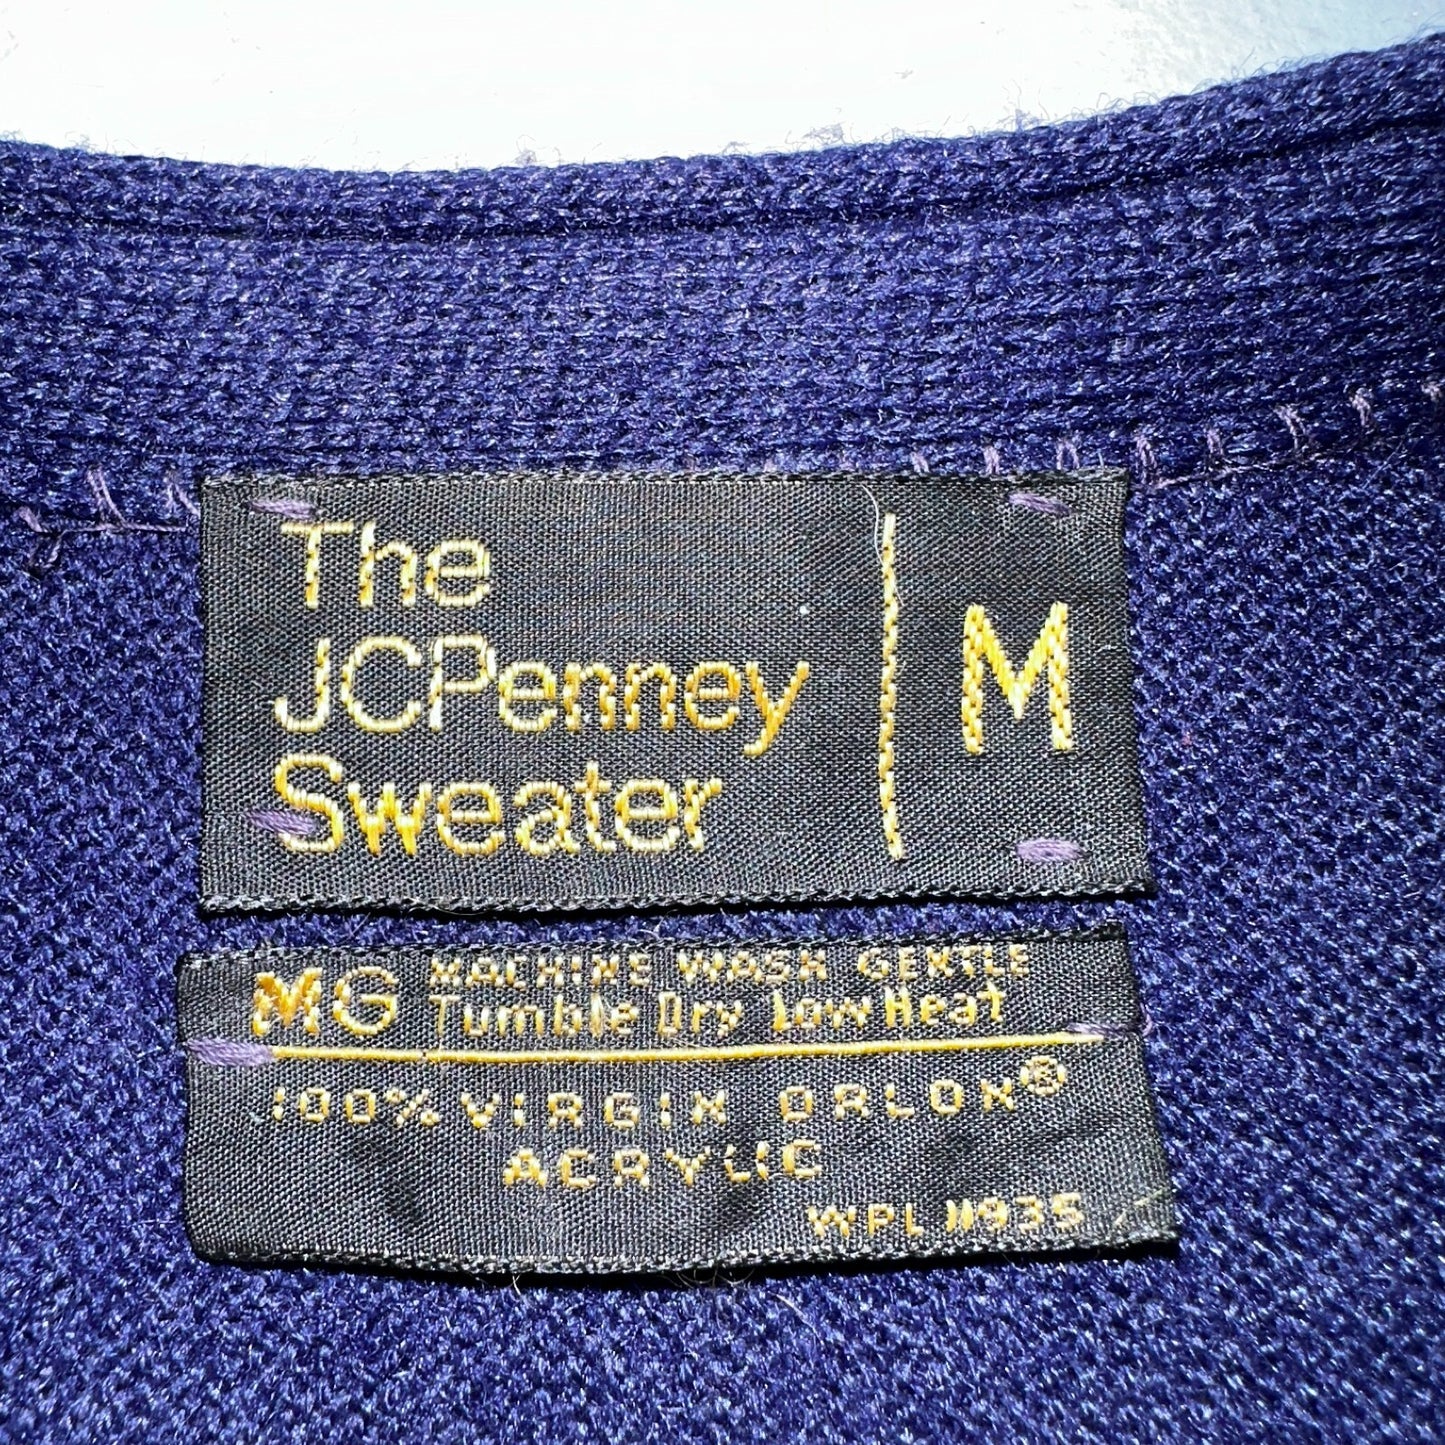 The
JCPenney
Sweater
M
MG MACHINE WASH GENTLE
Tumble Dry Low Heat
100% VIRGIN ORLON®
ACRYLIC
WPL 11935